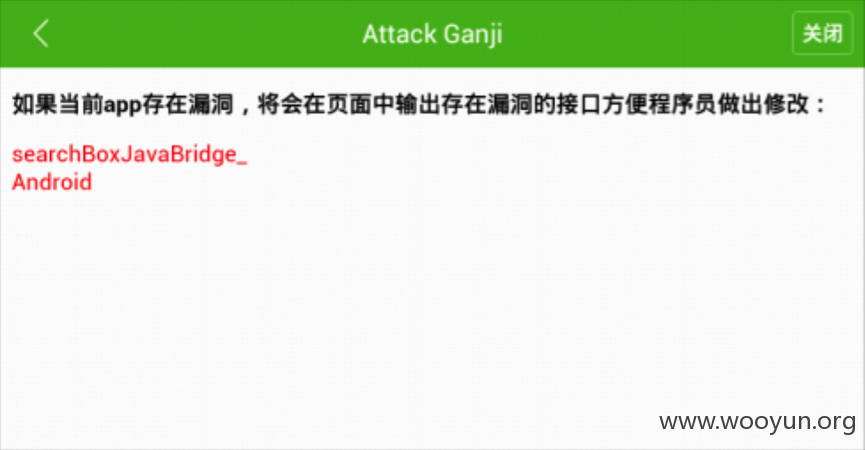 Attack Ganji
关闭
如果当前app存在漏洞，将会在页面中输出存在漏洞的接口方便程序员做出修改：
searchBoxJavaBridge_
Android
www.wooyun.org